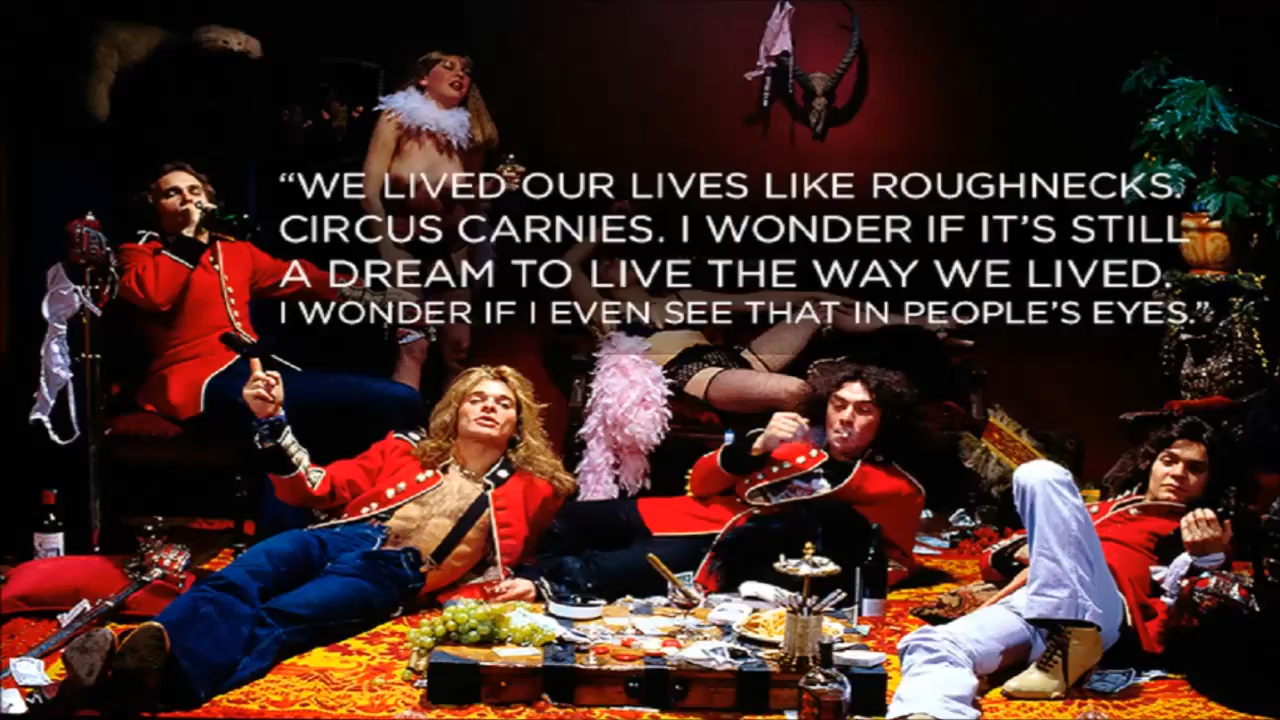 “WE LIVED OUR LIVES LIKE ROUGHNECKS.
CIRCUS CARNIES. I WONDER IF IT’S STILL
A DREAM TO LIVE THE WAY WE LIVED.
I WONDER IF I EVEN SEE THAT IN PEOPLE’S EYES.”